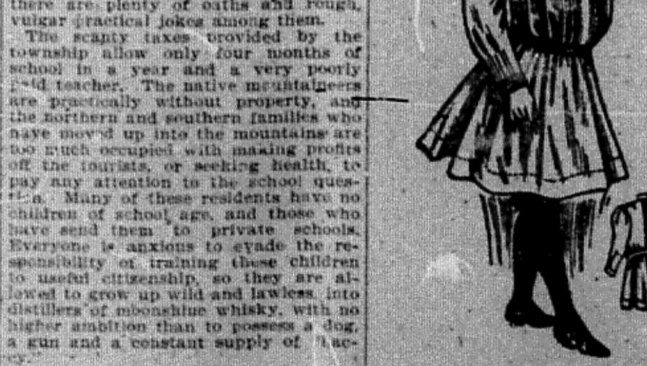 there are plenty of oaths and rough,
vulgar practical jokes among them.
The scanty taxes provided by the
township allow only four months of
school in a year and a very poorly
paid teacher. The native mountaineers
are practically without property, and
the northern and southern families who
have moved up into the mountains are
too much occupied with making profits
off the tourists, or seeking health, to
pay any attention to the school ques-
tion. Many of these residents have no
children of school age, and those who
have send them to private schools.
Everyone is anxious to evade the re-
sponsibility of training these children
to useful citizenship, so they are al-
lowed to grow up wild and lawless, into
distillers of moonshine whisky, with no
higher ambition than to possess a dog,
a gun and a constant supply of "bac-
cy."